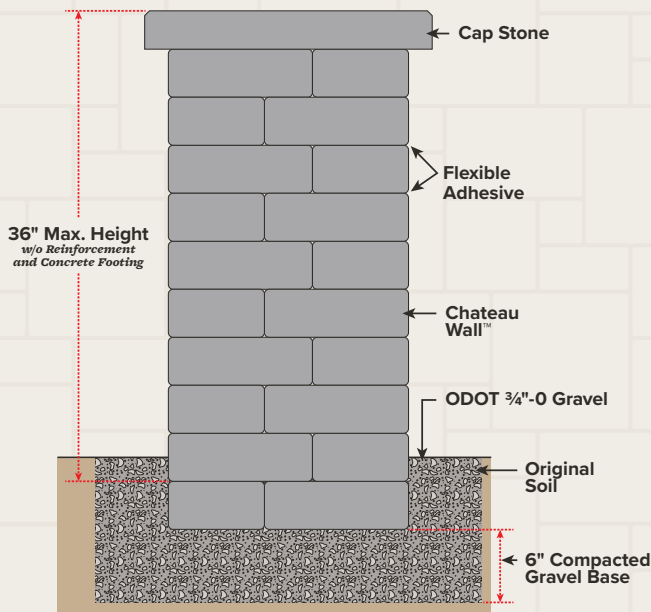 Cap Stone
Flexible
Adhesive
36" Max. Height
w/o Reinforcement
and Concrete Footing
Chateau
Wall™
ODOT ¾"-0 Gravel
Original
Soil
6" Compacted
Gravel Base